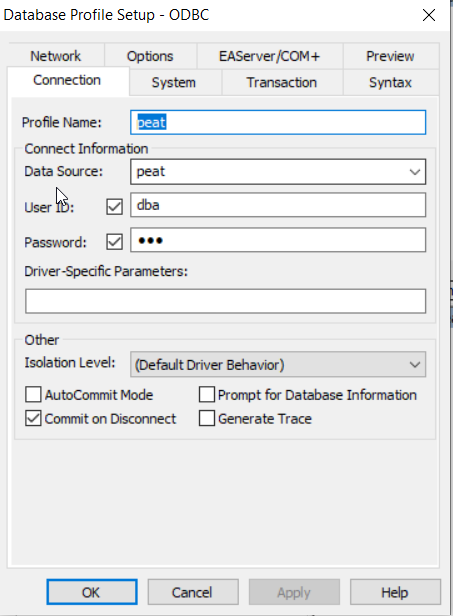 Database Profile Setup - ODBC
Network Options EAServer/COM+ Preview
Connection System Transaction Syntax
Profile Name: peat
Connect Information
Data Source: peat
User ID: dba
Password: •••
Driver-Specific Parameters:
Other
Isolation Level: (Default Driver Behavior)
AutoCommit Mode Prompt for Database Information
Commit on Disconnect Generate Trace
OK Cancel Apply Help